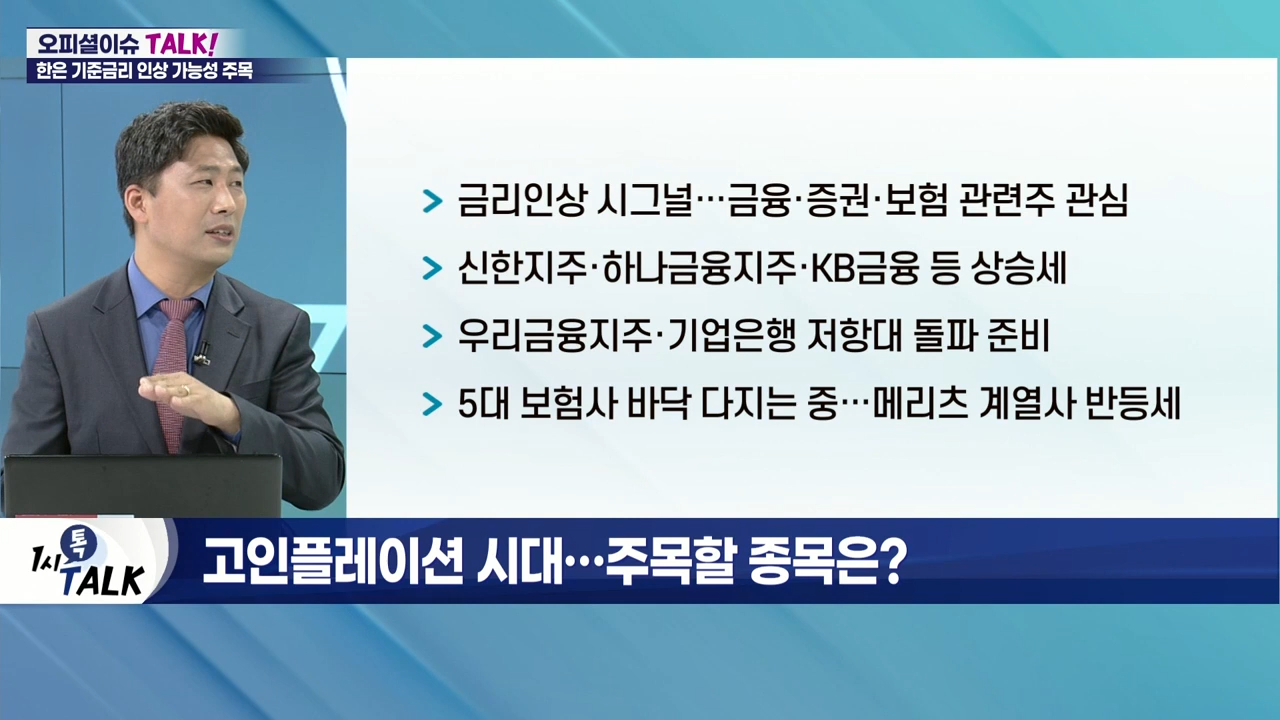 오피셜이슈 TALK!
한은 기준금리 인상 가능성 주목
금리인상 시그널…금융·증권·보험 관련주 관심
신한지주·하나금융지주·KB금융 등 상승세
우리금융지주·기업은행 저항대 돌파 준비
5대 보험사 바닥 다지는 중…메리츠 계열사 반등세
1시톡 TALK
고인플레이션 시대…주목할 종목은?